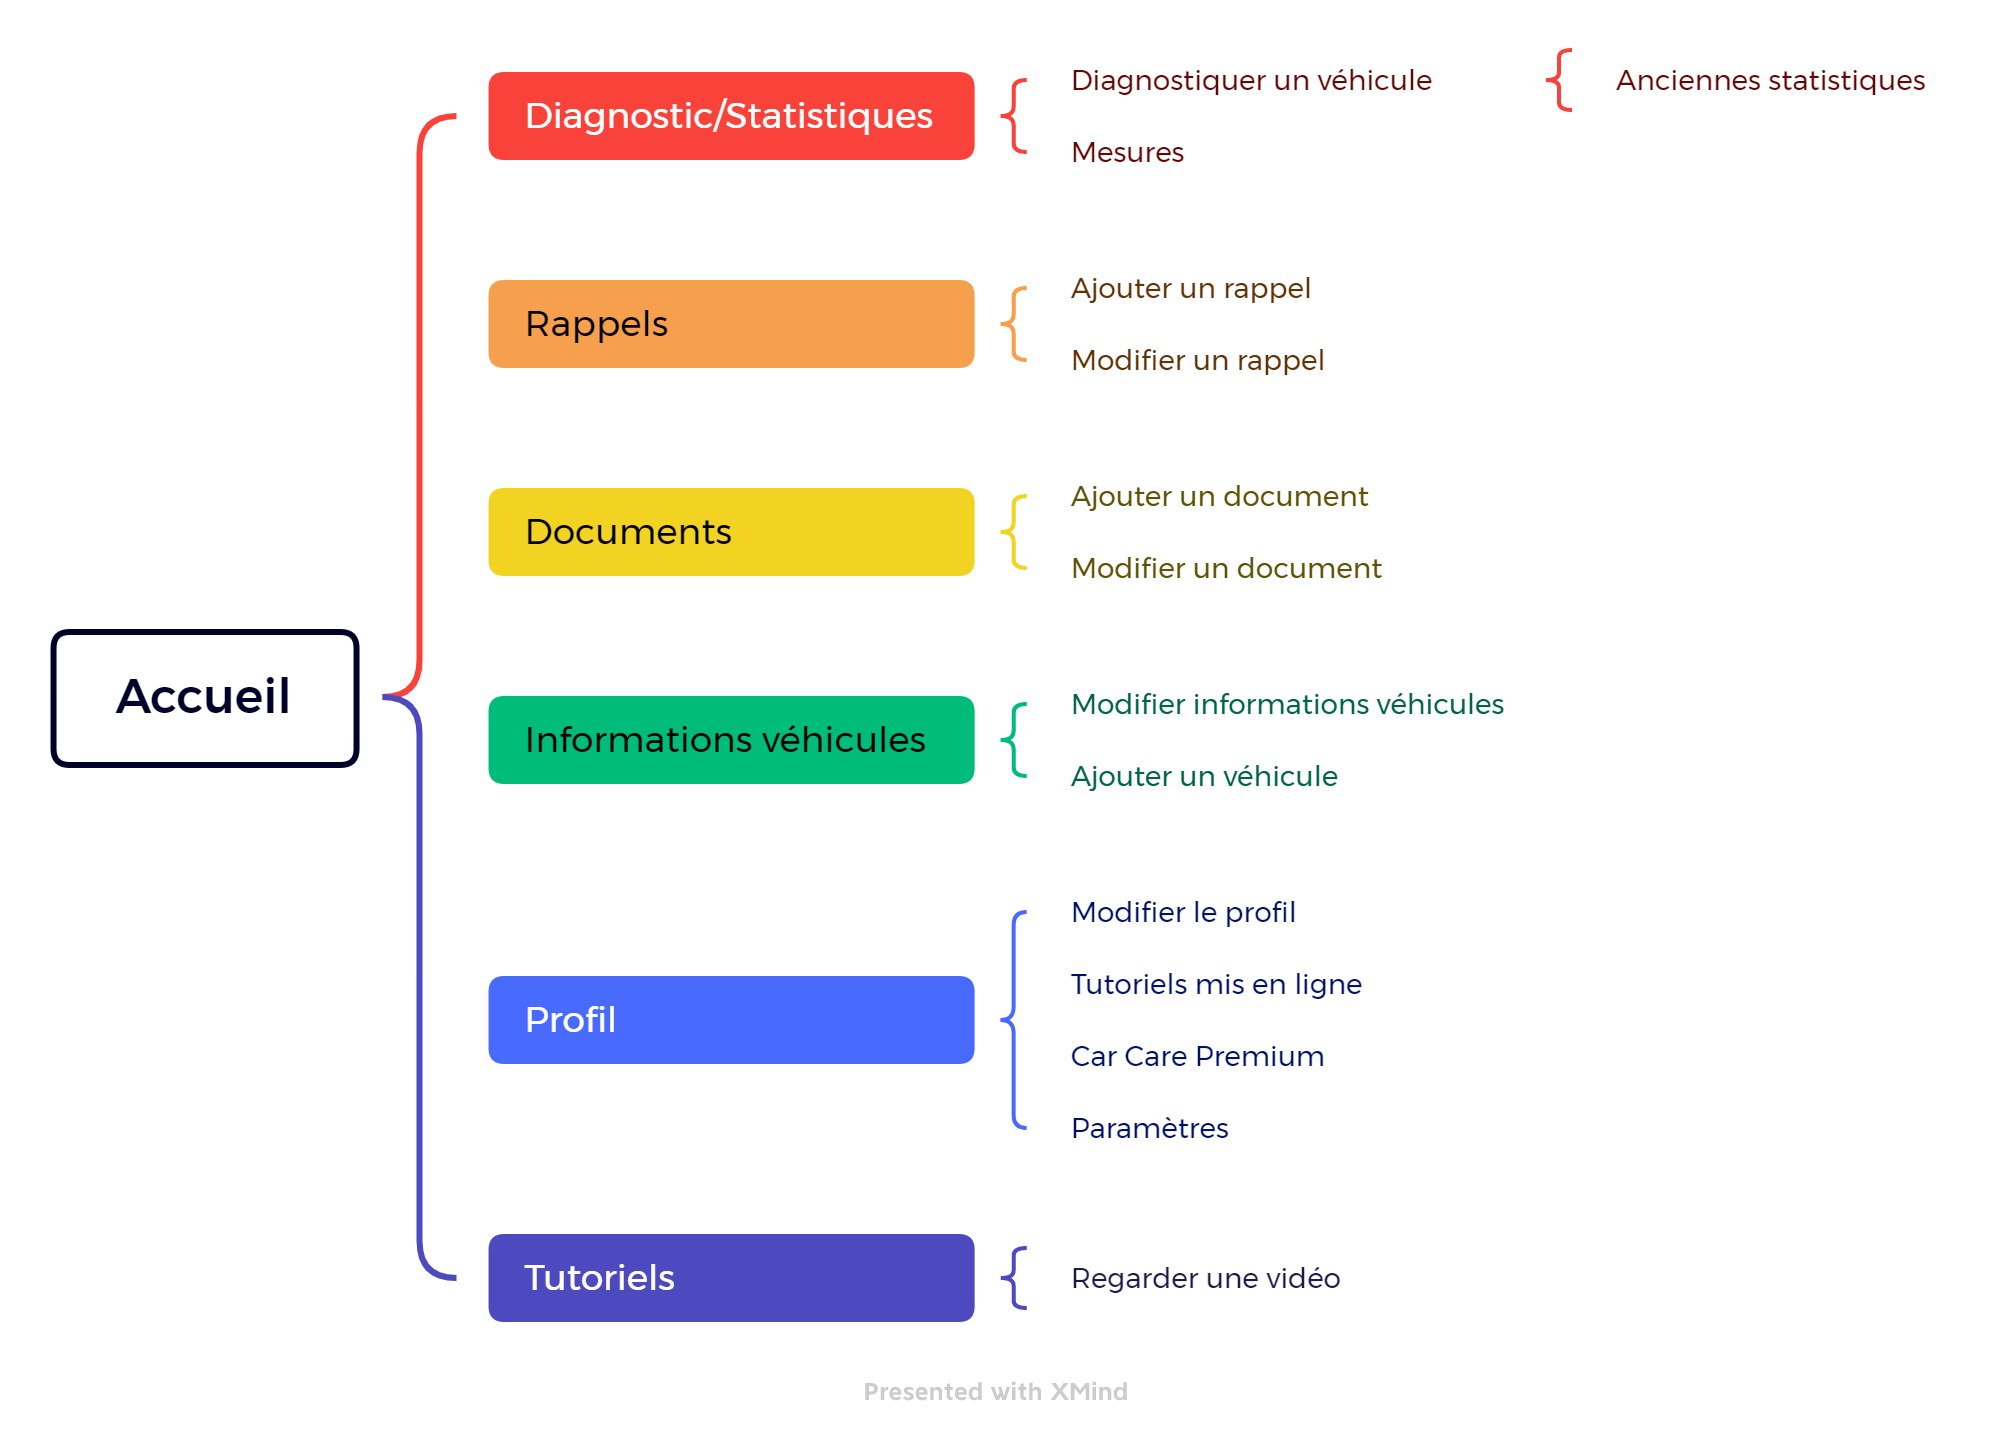 Accueil
Diagnostic/Statistiques
Diagnostiquer un véhicule
Anciennes statistiques
Mesures
Rappels
Ajouter un rappel
Modifier un rappel
Documents
Ajouter un document
Modifier un document
Informations véhicules
Modifier informations véhicules
Ajouter un véhicule
Profil
Modifier le profil
Tutoriels mis en ligne
Car Care Premium
Paramètres
Tutoriels
Regarder une vidéo
Presented with XMind